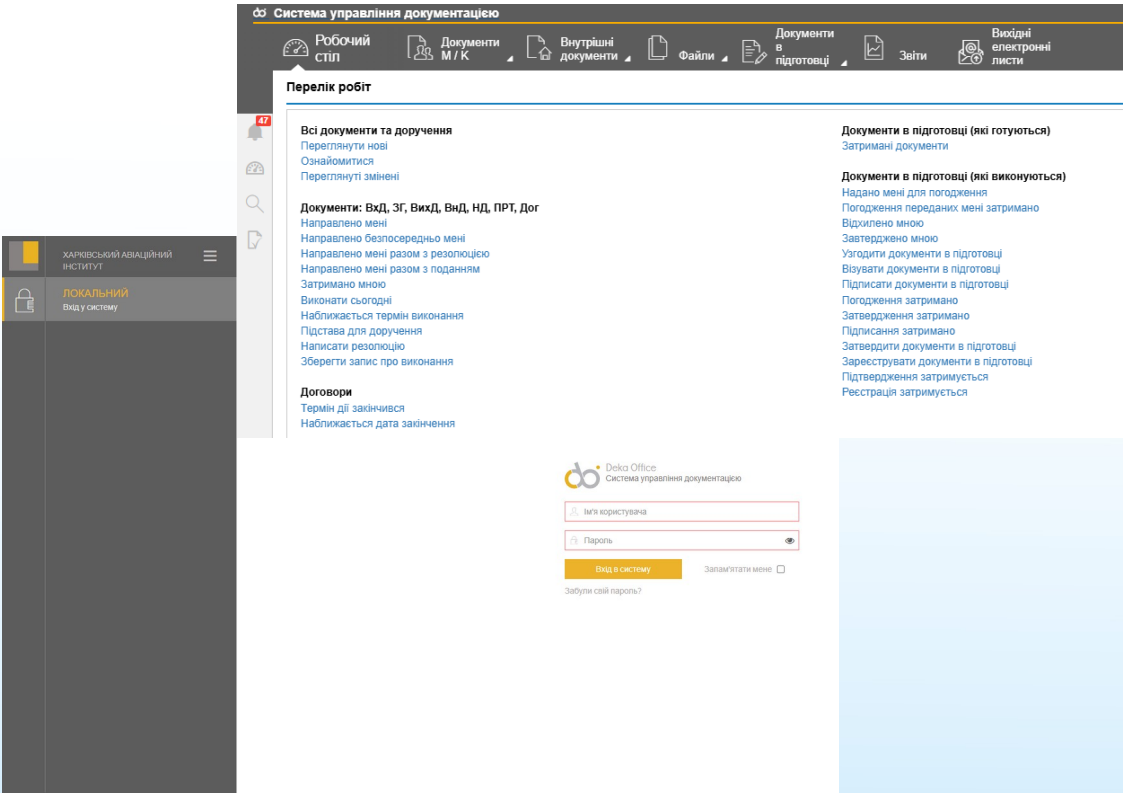 Система управління документацією
Робочий
стіл
Документи
М / К
Внутрішні
документи
Файли
Документи
в
підготовці
Звіти
Вихідні
електронні
листи
Перелік робіт
47
Всі документи та доручення
Переглянути нові
Ознайомитися
Переглянуті змінені
Документи: ВхД, ЗГ, ВихД, ВнД, НД, ПРТ, Дог
Направлено мені
Направлено безпосередньо мені
Направлено мені разом з резолюцією
Направлено мені разом з поданням
Затримано мною
Виконати сьогодні
Наближається термін виконання
Підстава для доручення
Написати резолюцію
Зберегти запис про виконання
Договори
Термін дії закінчився
Наближається дата закінчення
Документи в підготовці (які готуються)
Затримані документи
Документи в підготовці (які виконуються)
Надано мені для погодження
Погодження переданих мені затримано
Відхилено мною
Завтерджено мною
Узгодити документи в підготовці
Візувати документи в підготовці
Підписати документи в підготовці
Погодження затримано
Затвердження затримано
Підписання затримано
Затвердити документи в підготовці
Зареєструвати документи в підготовці
Підтвердження затримується
Реєстрація затримується
ХАРКІВСЬКИЙ АВІАЦІЙНИЙ
ІНСТИТУТ
ЛОКАЛЬНИЙ
Вхід у систему
Deka Office
Система управління документацією
Ім'я користувача
Пароль
Вхід в систему
Запам'ятати мене
Забули свій пароль?